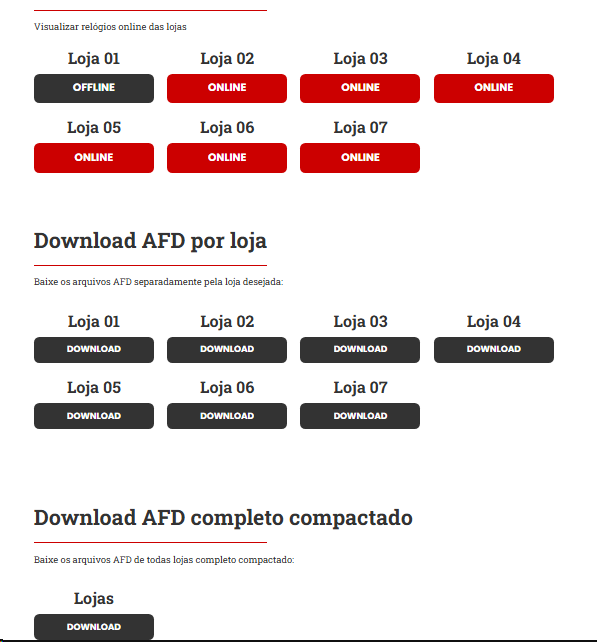 Visualizar relógios online das lojas
Loja 01 Loja 02 Loja 03 Loja 04
OFFLINE ONLINE ONLINE ONLINE
Loja 05 Loja 06 Loja 07
ONLINE ONLINE ONLINE
Download AFD por loja
Baixe os arquivos AFD separadamente pela loja desejada:
Loja 01 Loja 02 Loja 03 Loja 04
DOWNLOAD DOWNLOAD DOWNLOAD DOWNLOAD
Loja 05 Loja 06 Loja 07
DOWNLOAD DOWNLOAD DOWNLOAD
Download AFD completo compactado
Baixe os arquivos AFD de todas lojas completo compactado:
Lojas
DOWNLOAD